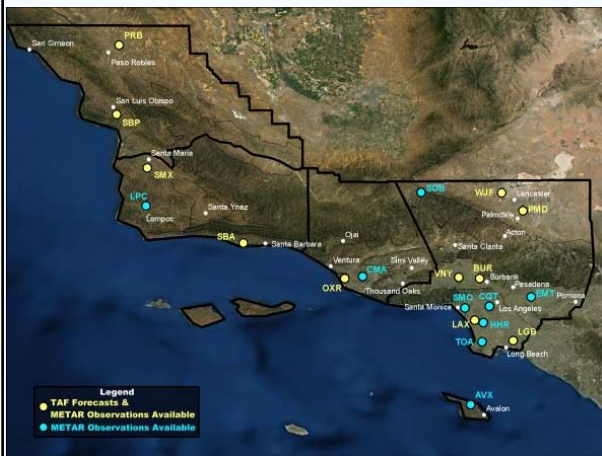 PRB
San Simeon
Paso Robles
San Luis Obispo
SBP
Santa Maria
SMX
LPC
Lompoc
Santa Ynez
SBA
Santa Barbara
Ojai
Ventura
CMA
OXR
Simi Valley
Thousand Oaks
SDB
WJF
Lancaster
PMD
Palmdale
Acton
Santa Clarita
VNY
BUR
Burbank
Pasadena
EMT
Pomona
SMO
CQT
Santa Monica
Los Angeles
LAX
HHR
TOA
LGB
Long Beach
AVX
Avalon
Legend
TAF Forecasts &
METAR Observations Available
METAR Observations Available